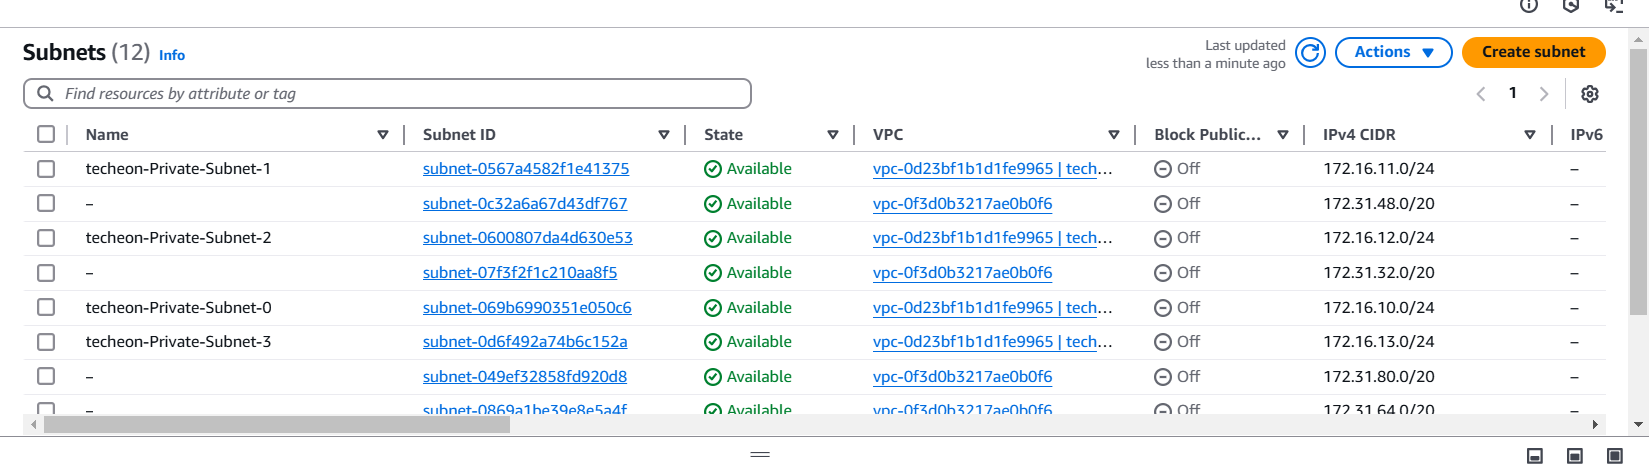 Subnets (12) Info
Last updated
less than a minute ago
Actions
Create subnet
Find resources by attribute or tag
1
Name Subnet ID State VPC Block Public... IPv4 CIDR IPv6
techeon-Private-Subnet-1 subnet-0567a4582f1e41375 Available vpc-0d23bf1b1d1fe9965 | tech... Off 172.16.11.0/24 –
– subnet-0c32a6a67d43df767 Available vpc-0f3d0b3217ae0b0f6 Off 172.31.48.0/20 –
techeon-Private-Subnet-2 subnet-0600807da4d630e53 Available vpc-0d23bf1b1d1fe9965 | tech... Off 172.16.12.0/24 –
– subnet-07f3f2f1c210aa8f5 Available vpc-0f3d0b3217ae0b0f6 Off 172.31.32.0/20 –
techeon-Private-Subnet-0 subnet-069b6990351e050c6 Available vpc-0d23bf1b1d1fe9965 | tech... Off 172.16.10.0/24 –
techeon-Private-Subnet-3 subnet-0d6f492a74b6c152a Available vpc-0d23bf1b1d1fe9965 | tech... Off 172.16.13.0/24 –
– subnet-049ef32858fd920d8 Available vpc-0f3d0b3217ae0b0f6 Off 172.31.80.0/20 –
– subnet-0869a1be39e8e5a4f Available vpc-0f3d0b3217ae0b0f6 Off 172.31.64.0/20 –